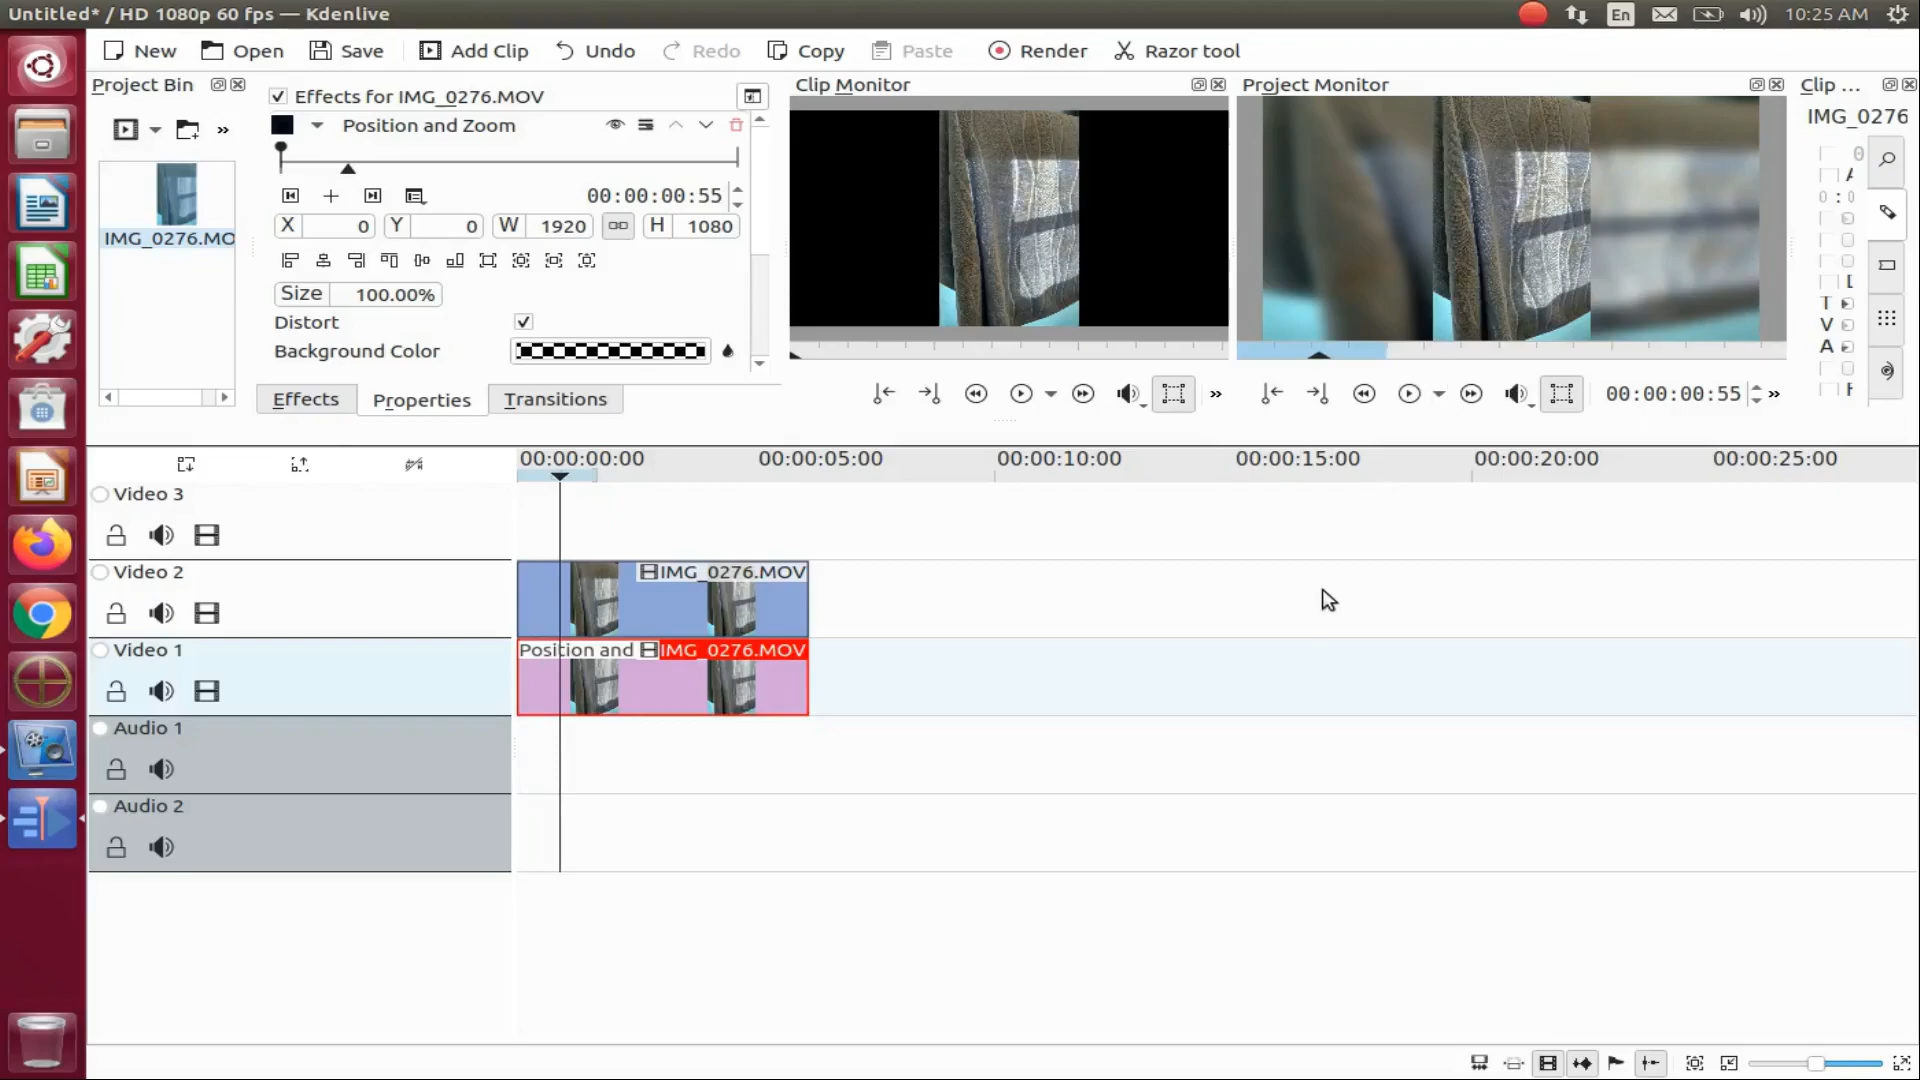 Untitled* / HD 1080p 60 fps — Kdenlive
En
10:25 AM
New
Open
Save
Add Clip
Undo
Redo
Copy
Paste
Render
Razor tool
Project Bin
IMG_0276.MO
Effects for IMG_0276.MOV
Position and Zoom
00:00:00:55
X 0 Y 0 W 1920 H 1080
Size 100.00%
Distort
Background Color
Effects
Properties
Transitions
Clip Monitor
Project Monitor
00:00:00:55
Clip ...
IMG_0276
00:00:00:00
00:00:05:00
00:00:10:00
00:00:15:00
00:00:20:00
00:00:25:00
Video 3
Video 2
IMG_0276.MOV
Video 1
Position and
IMG_0276.MOV
Audio 1
Audio 2